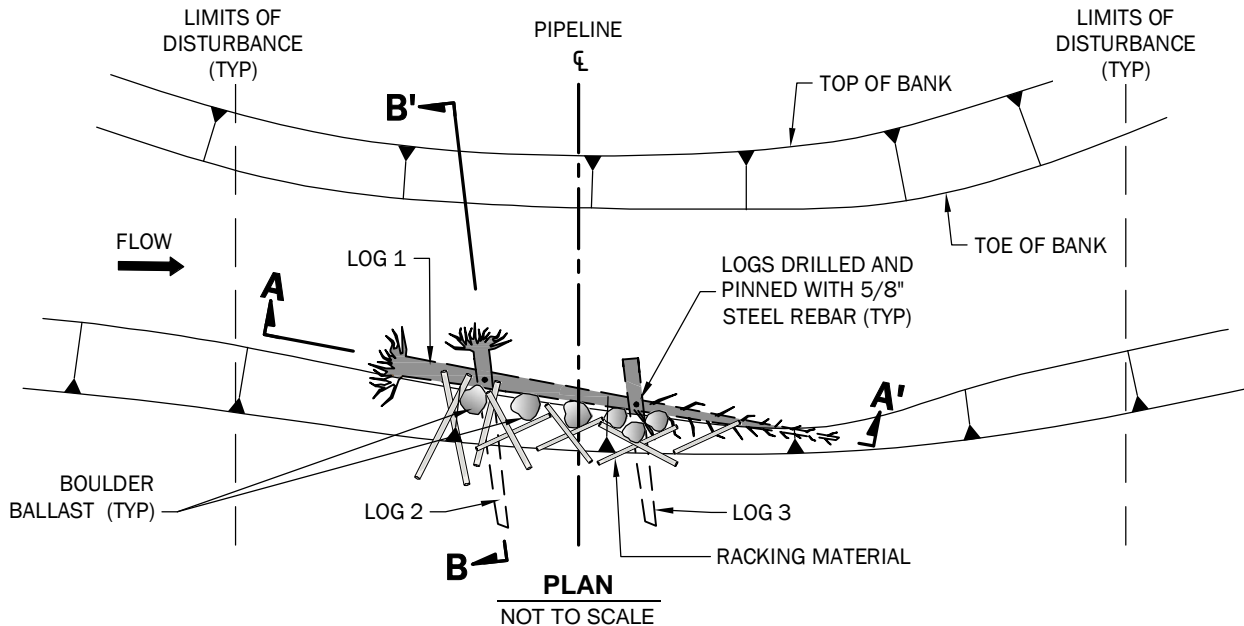 LIMITS OF
DISTURBANCE
(TYP)
PIPELINE
℄
LIMITS OF
DISTURBANCE
(TYP)
TOP OF BANK
B'
TOE OF BANK
FLOW
LOG 1
LOGS DRILLED AND
PINNED WITH 5/8"
STEEL REBAR (TYP)
A
A'
BOULDER
BALLAST (TYP)
LOG 2
LOG 3
B
RACKING MATERIAL
PLAN
NOT TO SCALE